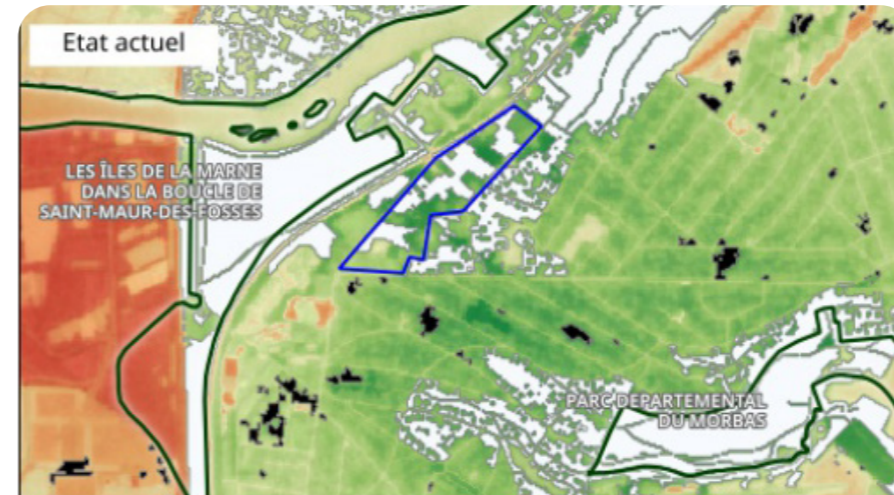 Etat actuel
LES ÎLES DE LA MARNE
DANS LA BOUCLE DE
SAINT-MAUR-DES-FOSSES
PARC DEPARTEMENTAL
DU MORBAS